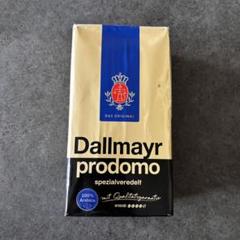 DAS ORIGINAL
Dallmayr
prodomo
spezialveredelt
mit Qualitätsgarantie
100%
Arabica